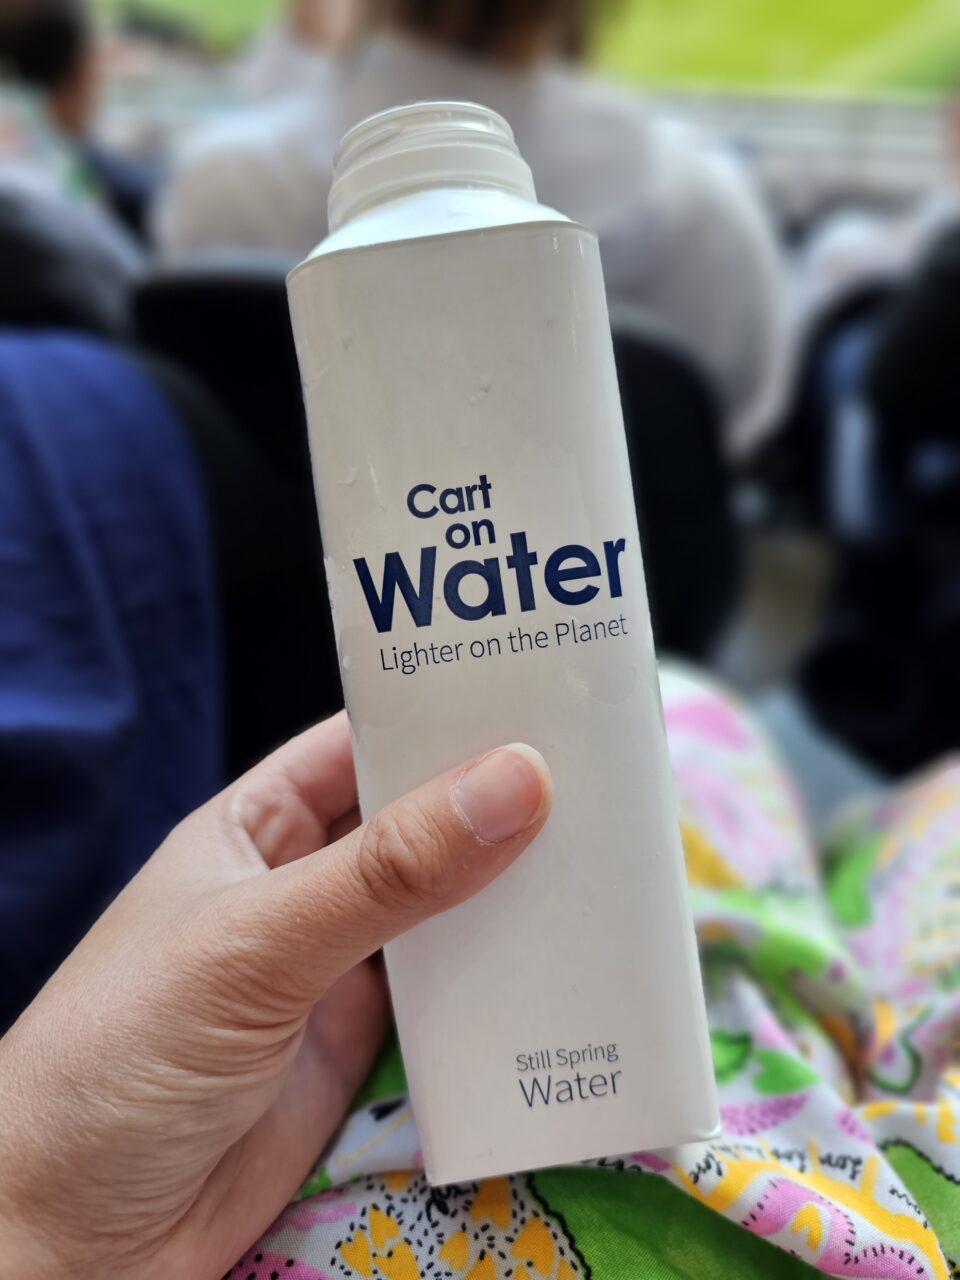 Cart
on
Water
Lighter on the Planet
Still Spring
Water